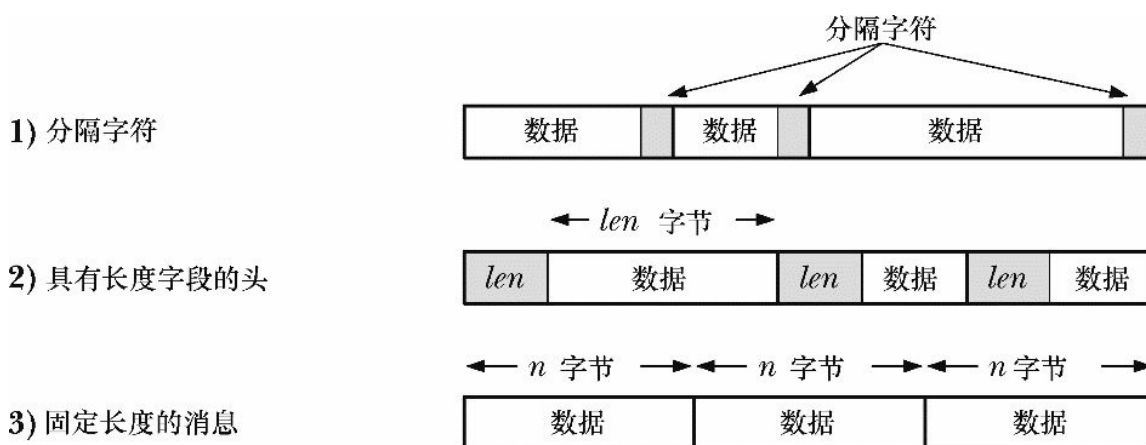 分隔字符
1) 分隔字符
数据 数据 数据
len 字节
2) 具有长度字段的头
len 数据 len 数据 len 数据
n 字节 n 字节 n 字节
3) 固定长度的消息
数据 数据 数据